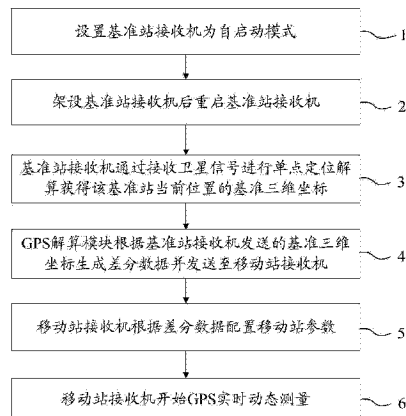 设置基准站接收机为自启动模式
1
架设基准站接收机后重启基准站接收机
2
基准站接收机通过接收卫星信号进行单点定位解
算获得该基准站当前位置的基准三维坐标
3
GPS解算模块根据基准站接收机发送的基准三维
坐标生成差分数据并发送至移动站接收机
4
移动站接收机根据差分数据配置移动站参数
5
移动站接收机开始GPS实时动态测量
6